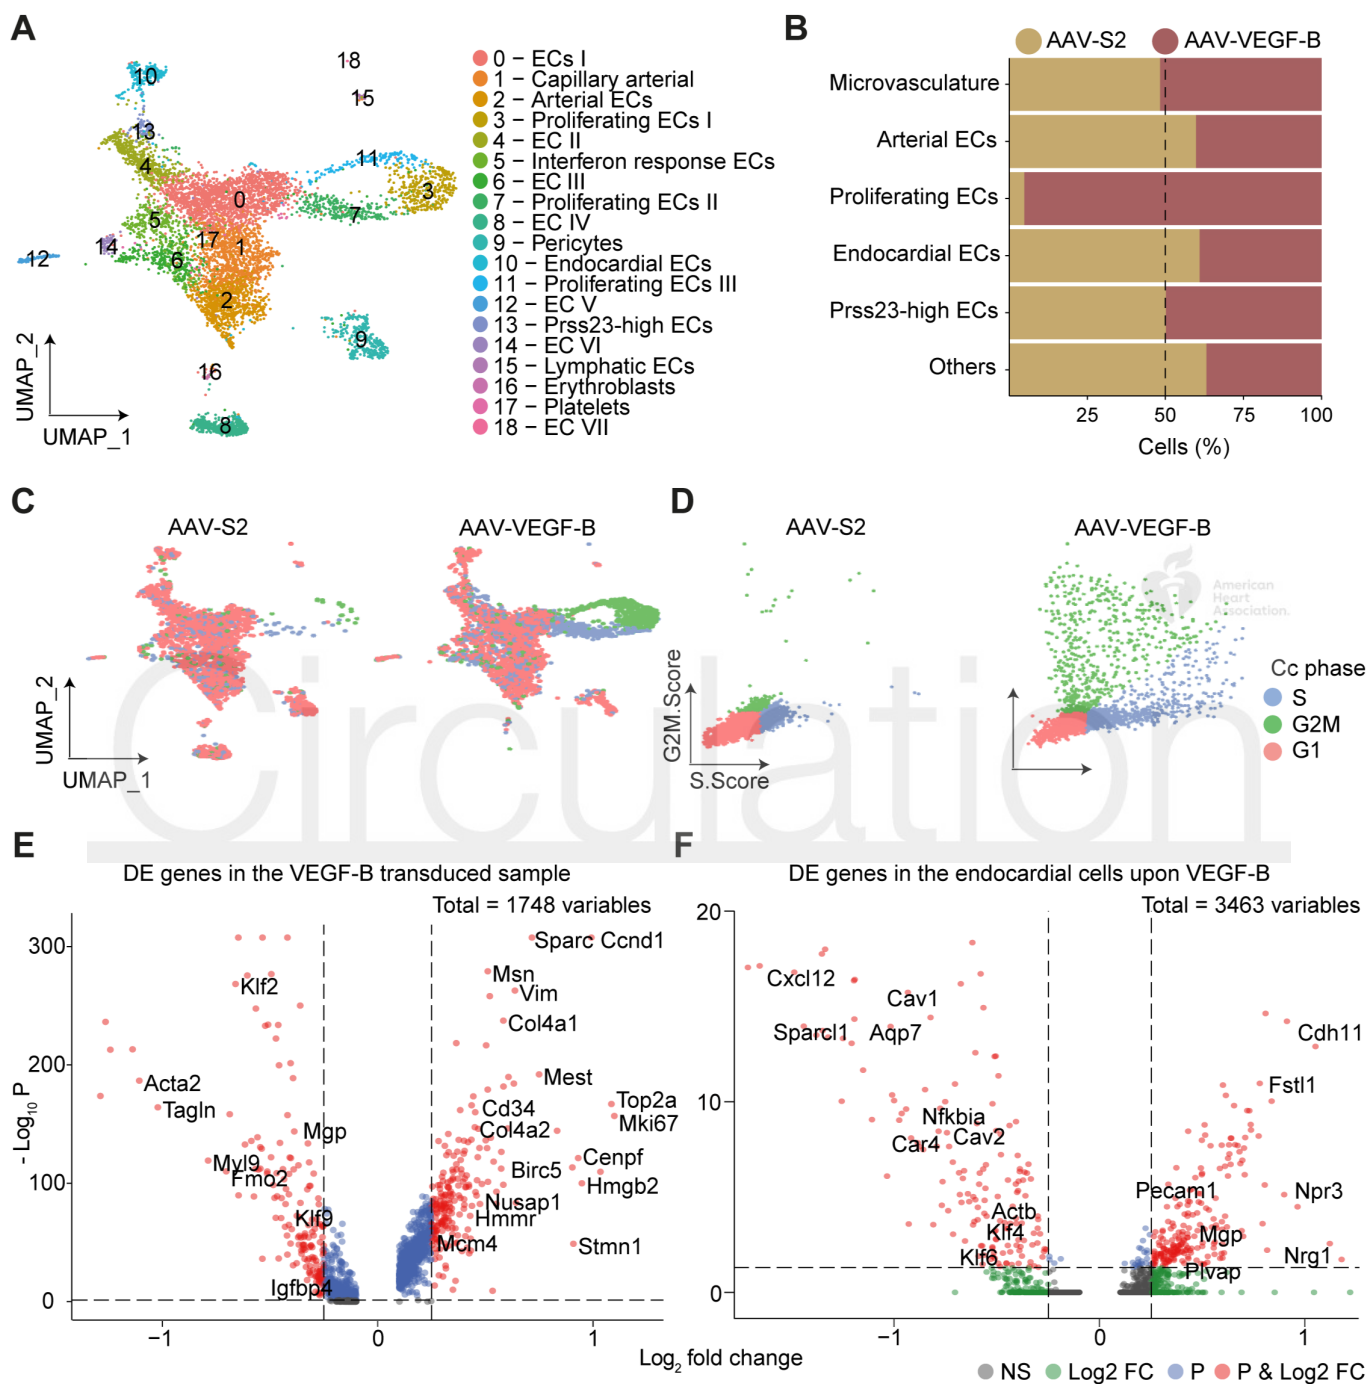 A
18
10
15
13
4
11
3
0
7
5
17
14
1
6
12
2
9
16
8
UMAP_2
UMAP_1
0 − ECs I
1 − Capillary arterial
2 − Arterial ECs
3 − Proliferating ECs I
4 − EC II
5 − Interferon response ECs
6 − EC III
7 − Proliferating ECs II
8 − EC IV
9 − Pericytes
10 − Endocardial ECs
11 − Proliferating ECs III
12 − EC V
13 − Prss23-high ECs
14 − EC VI
15 − Lymphatic ECs
16 − Erythroblasts
17 − Platelets
18 − EC VII
B
AAV-S2 AAV-VEGF-B
Microvasculature
Arterial ECs
Proliferating ECs
Endocardial ECs
Prss23-high ECs
Others
25 50 75 100
Cells (%)
C
AAV-S2 AAV-VEGF-B
UMAP_2
UMAP_1
D
AAV-S2 AAV-VEGF-B
American
Heart
Association.
G2M.Score
S.Score
Cc phase
S
G2M
G1
Circulation
E
DE genes in the VEGF-B transduced sample
Total = 1748 variables
- Log10 P
300
200
100
0
Sparc Ccnd1
Msn
Klf2
Vim
Col4a1
Mest
Acta2
Tagln
Top2a
Cd34
Mki67
Mgp
Col4a2
Cenpf
Myl9
Birc5
Fmo2
Hmgb2
Nusap1
Klf9
Hmmr
Mcm4
Stmn1
Igfbp4
−1 0 1
F
DE genes in the endocardial cells upon VEGF-B
Total = 3463 variables
20
10
0
Cxcl12
Cav1
Sparcl1
Aqp7
Cdh11
Fstl1
Nfkbia
Car4
Cav2
Pecam1
Npr3
Actb
Klf4
Mgp
Klf6
Nrg1
Plvap
−1 0 1
Log2 fold change
NS Log2 FC P P & Log2 FC